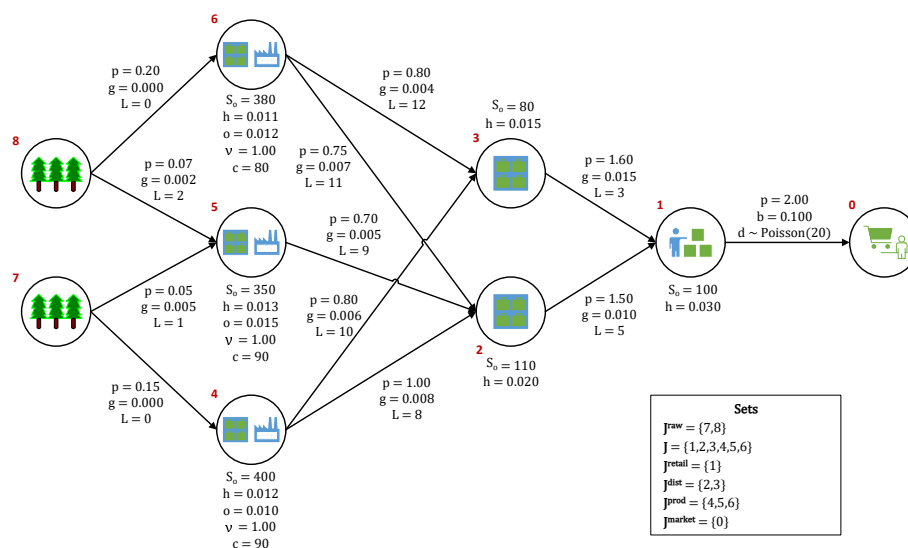 6
p = 0.20
g = 0.000
L = 0
S₀ = 380
h = 0.011
o = 0.012
ν = 1.00
c = 80
p = 0.80
g = 0.004
L = 12
S₀ = 80
h = 0.015
3
8
p = 0.07
g = 0.002
L = 2
p = 0.75
g = 0.007
L = 11
p = 1.60
g = 0.015
L = 3
5
S₀ = 350
h = 0.013
o = 0.015
ν = 1.00
c = 90
p = 0.70
g = 0.005
L = 9
1
S₀ = 100
h = 0.030
p = 2.00
b = 0.100
d ~ Poisson(20)
0
7
p = 0.05
g = 0.005
L = 1
p = 0.80
g = 0.006
L = 10
p = 1.50
g = 0.010
L = 5
2
S₀ = 110
h = 0.020
p = 0.15
g = 0.000
L = 0
4
S₀ = 400
h = 0.012
o = 0.010
ν = 1.00
c = 90
p = 1.00
g = 0.008
L = 8
Sets
J^raw = {7,8}
J = {1,2,3,4,5,6}
J^retail = {1}
J^dist = {2,3}
J^prod = {4,5,6}
J^market = {0}